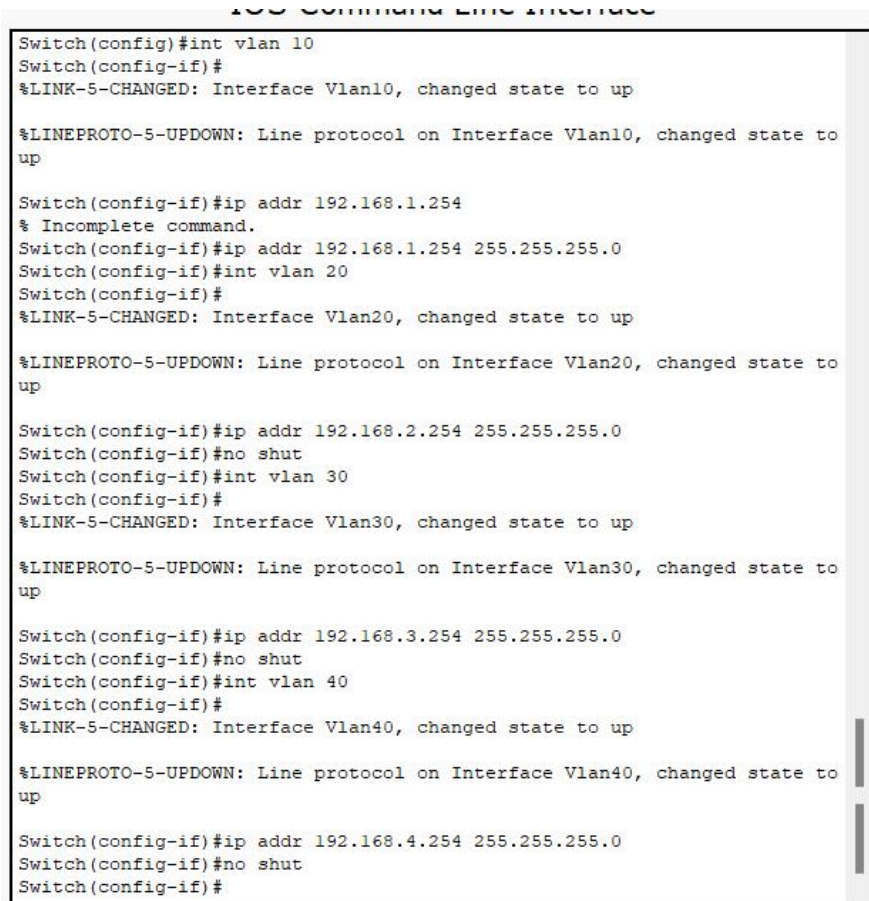 IOS Command Line Interface
Switch(config)#int vlan 10
Switch(config-if)#
%LINK-5-CHANGED: Interface Vlan10, changed state to up
%LINEPROTO-5-UPDOWN: Line protocol on Interface Vlan10, changed state to
up
Switch(config-if)#ip addr 192.168.1.254
% Incomplete command.
Switch(config-if)#ip addr 192.168.1.254 255.255.255.0
Switch(config-if)#int vlan 20
Switch(config-if)#
%LINK-5-CHANGED: Interface Vlan20, changed state to up
%LINEPROTO-5-UPDOWN: Line protocol on Interface Vlan20, changed state to
up
Switch(config-if)#ip addr 192.168.2.254 255.255.255.0
Switch(config-if)#no shut
Switch(config-if)#int vlan 30
Switch(config-if)#
%LINK-5-CHANGED: Interface Vlan30, changed state to up
%LINEPROTO-5-UPDOWN: Line protocol on Interface Vlan30, changed state to
up
Switch(config-if)#ip addr 192.168.3.254 255.255.255.0
Switch(config-if)#no shut
Switch(config-if)#int vlan 40
Switch(config-if)#
%LINK-5-CHANGED: Interface Vlan40, changed state to up
%LINEPROTO-5-UPDOWN: Line protocol on Interface Vlan40, changed state to
up
Switch(config-if)#ip addr 192.168.4.254 255.255.255.0
Switch(config-if)#no shut
Switch(config-if)#